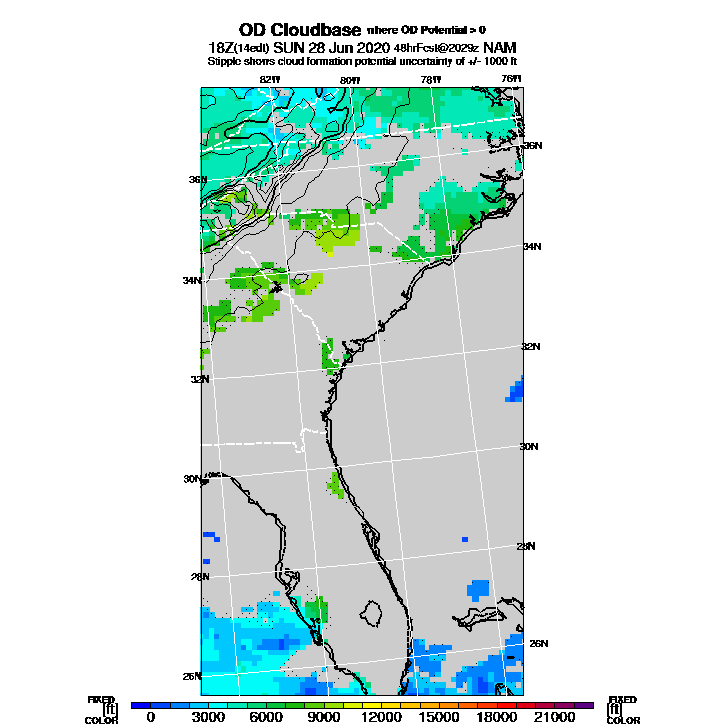 OD Cloudbase where OD Potential > 0
18Z(14edt) SUN 28 Jun 2020 48hrFcst@2029z NAM
Stipple shows cloud formation potential uncertainty of +/- 1000 ft
82W 80W 78W 76W
36N
36N
34N
34N
32N
32N
30N
30N
28N
28N
26N
26N
FIXED FIXED
[ft] [ft]
COLOR 0 3000 6000 9000 12000 15000 18000 21000 COLOR